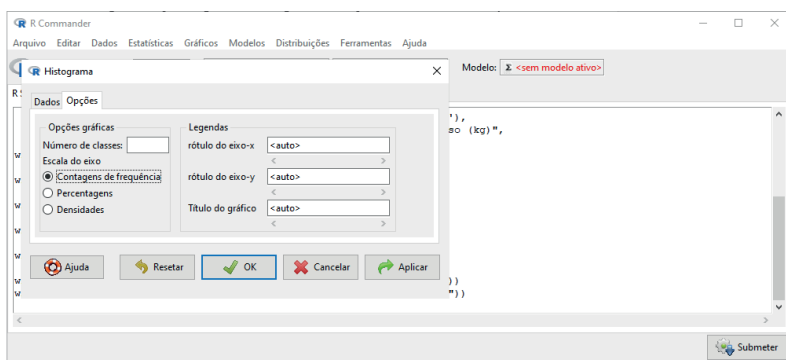 R Commander
Arquivo Editar Dados Estatísticas Gráficos Modelos Distribuições Ferramentas Ajuda
Histograma
Modelo: Σ <sem modelo ativo>
Dados Opções
Opções gráficas
Número de classes:
Escala do eixo
Contagens de frequência
Percentagens
Densidades
Legendas
rótulo do eixo-x <auto>
rótulo do eixo-y <auto>
Título do gráfico <auto>
Ajuda Resetar OK Cancelar Aplicar
'),
so (kg)",
))
"))
Submeter